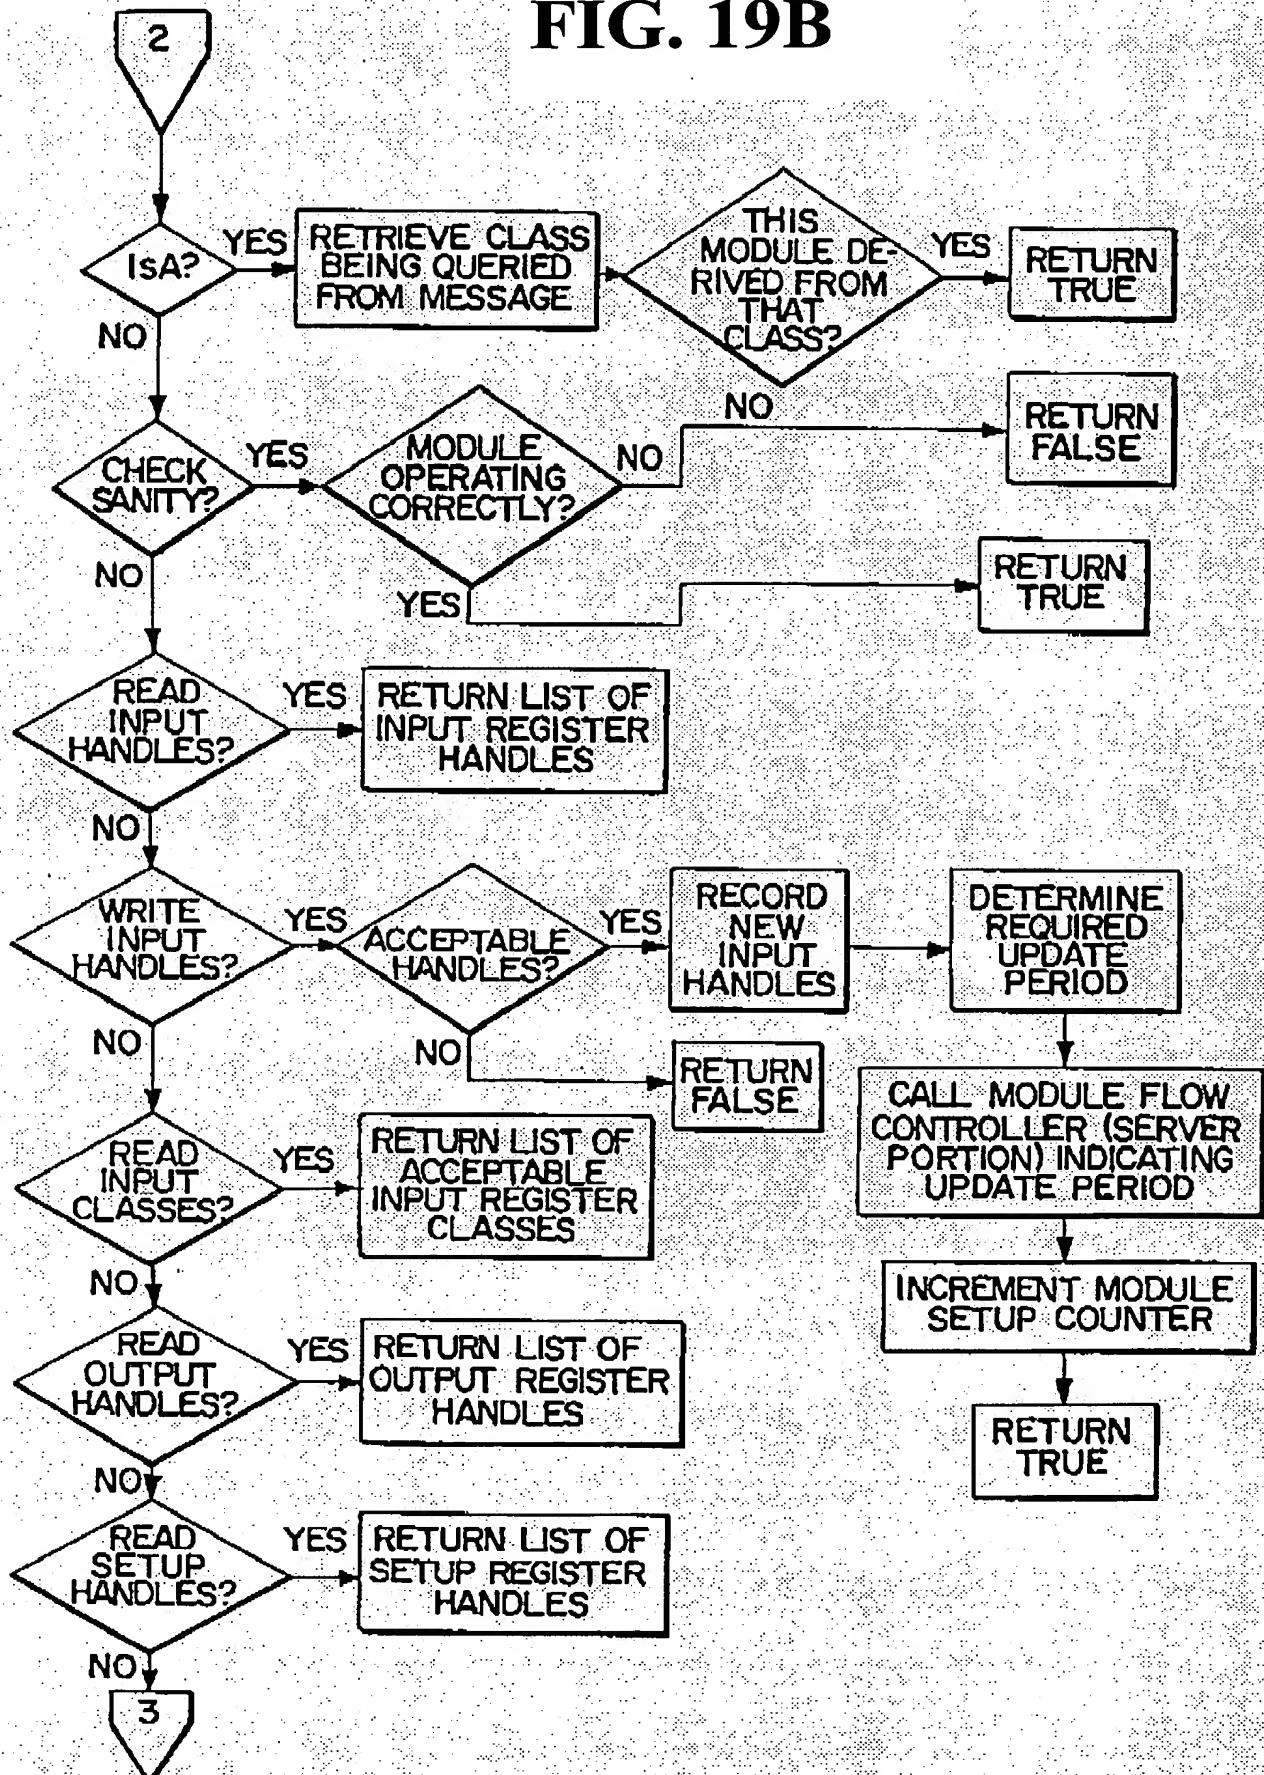 FIG. 19B
2
IsA?
YES
RETRIEVE CLASS
BEING QUERIED
FROM MESSAGE
THIS
MODULE DE-
RIVED FROM
THAT
CLASS?
YES
RETURN
TRUE
NO
NO
RETURN
FALSE
CHECK
SANITY?
YES
MODULE
OPERATING
CORRECTLY?
NO
NO
YES
RETURN
TRUE
READ
INPUT
HANDLES?
YES
RETURN LIST OF
INPUT REGISTER
HANDLES
NO
WRITE
INPUT
HANDLES?
YES
ACCEPTABLE
HANDLES?
YES
RECORD
NEW
INPUT
HANDLES
DETERMINE
REQUIRED
UPDATE
PERIOD
NO
NO
RETURN
FALSE
CALL MODULE FLOW
CONTROLLER (SERVER
PORTION) INDICATING
UPDATE PERIOD
READ
INPUT
CLASSES?
YES
RETURN LIST OF
ACCEPTABLE
INPUT REGISTER
CLASSES
NO
INCREMENT MODULE
SETUP COUNTER
READ
OUTPUT
HANDLES?
YES
RETURN LIST OF
OUTPUT REGISTER
HANDLES
RETURN
TRUE
NO
READ
SETUP
HANDLES?
YES
RETURN LIST OF
SETUP REGISTER
HANDLES
NO
3